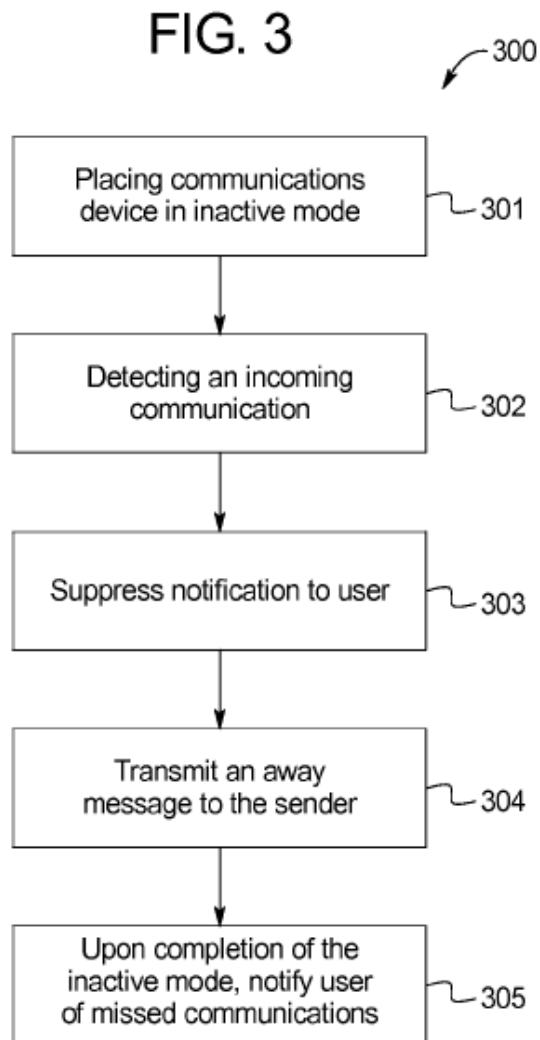 FIG. 3
300
Placing communications
device in inactive mode
301
Detecting an incoming
communication
302
Suppress notification to user
303
Transmit an away
message to the sender
304
Upon completion of the
inactive mode, notify user
of missed communications
305